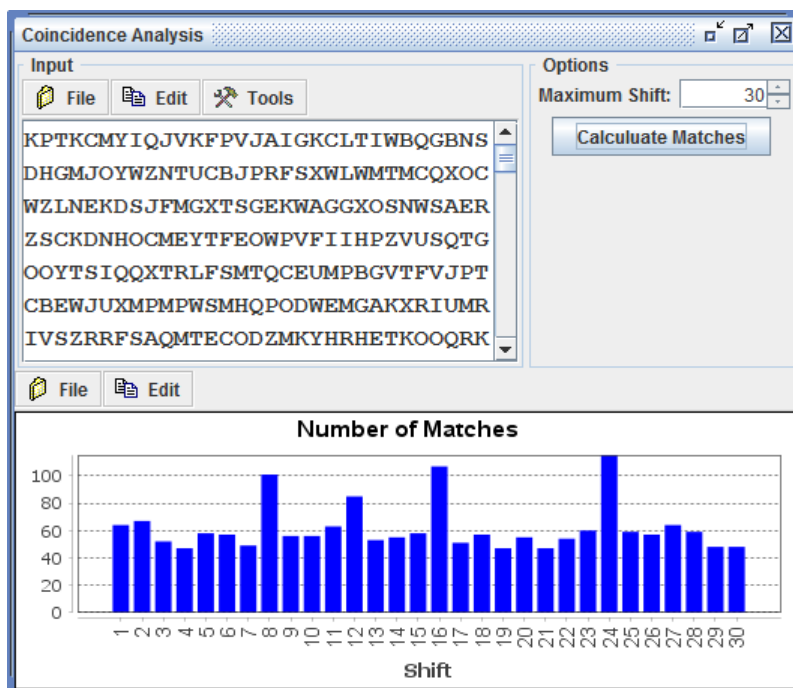 Coincidence Analysis
Input
File Edit Tools
KPTKCMYIQJVKFPVJAIGKCLTIWBQGBNS
DHGMJOYWZNTUCBJPRFSXWLWMTMCQXOC
WZLNEKDSJFMGXTSGEKWAGGXOSNWSAER
ZSCKDNHOCMEYTFEOWPVFIIHPZVUSQTG
OOYTSIQQXTRLFSMTQCEUMPBGVTFVJPT
CBEWJUXMPMPWSMHQPODWEMGAKXRIUMR
IVSZRRFSAQMTECODZMKYHRHETKOOQRK
Options
Maximum Shift: 30
Calculuate Matches
File Edit
Number of Matches
100
80
60
40
20
0
1 2 3 4 5 6 7 8 9 10 11 12 13 14 15 16 17 18 19 20 21 22 23 24 25 26 27 28 29 30
Shift